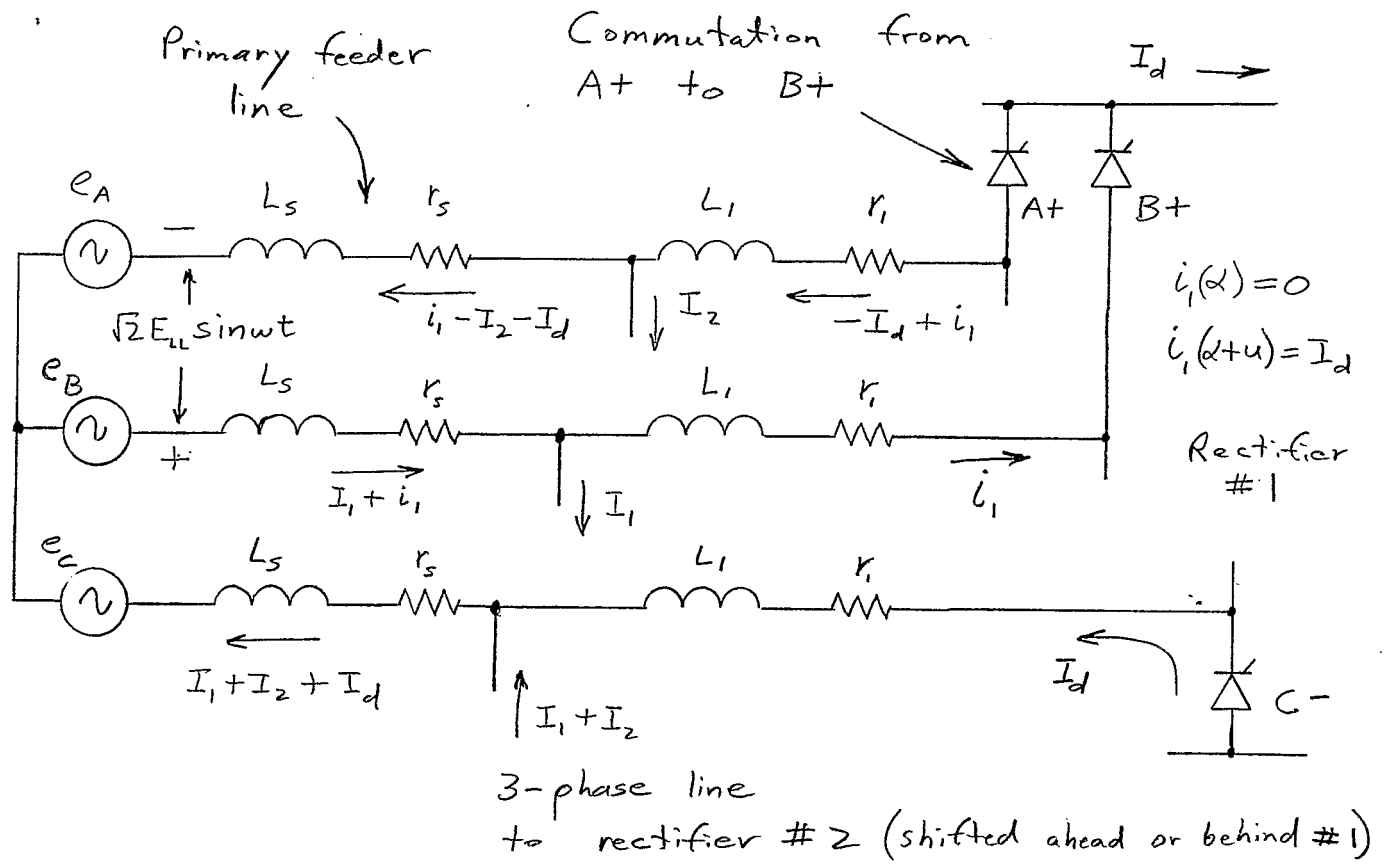 Primary feeder
line
Commutation from
A+ to B+
I_d
e_A
L_s
r_s
L_1
r_1
A+
B+
−
i_1 - I_2 - I_d
I_2
-I_d + i_1
i_1(α) = 0
√2 E_LL sinωt
i_1(α+u) = I_d
e_B
L_s
r_s
L_1
r_1
+
I_1 + i_1
I_1
i_1
Rectifier
#1
e_C
L_s
r_s
L_1
r_1
I_1 + I_2 + I_d
I_1 + I_2
I_d
C-
3-phase line
to rectifier #2 (shifted ahead or behind #1)